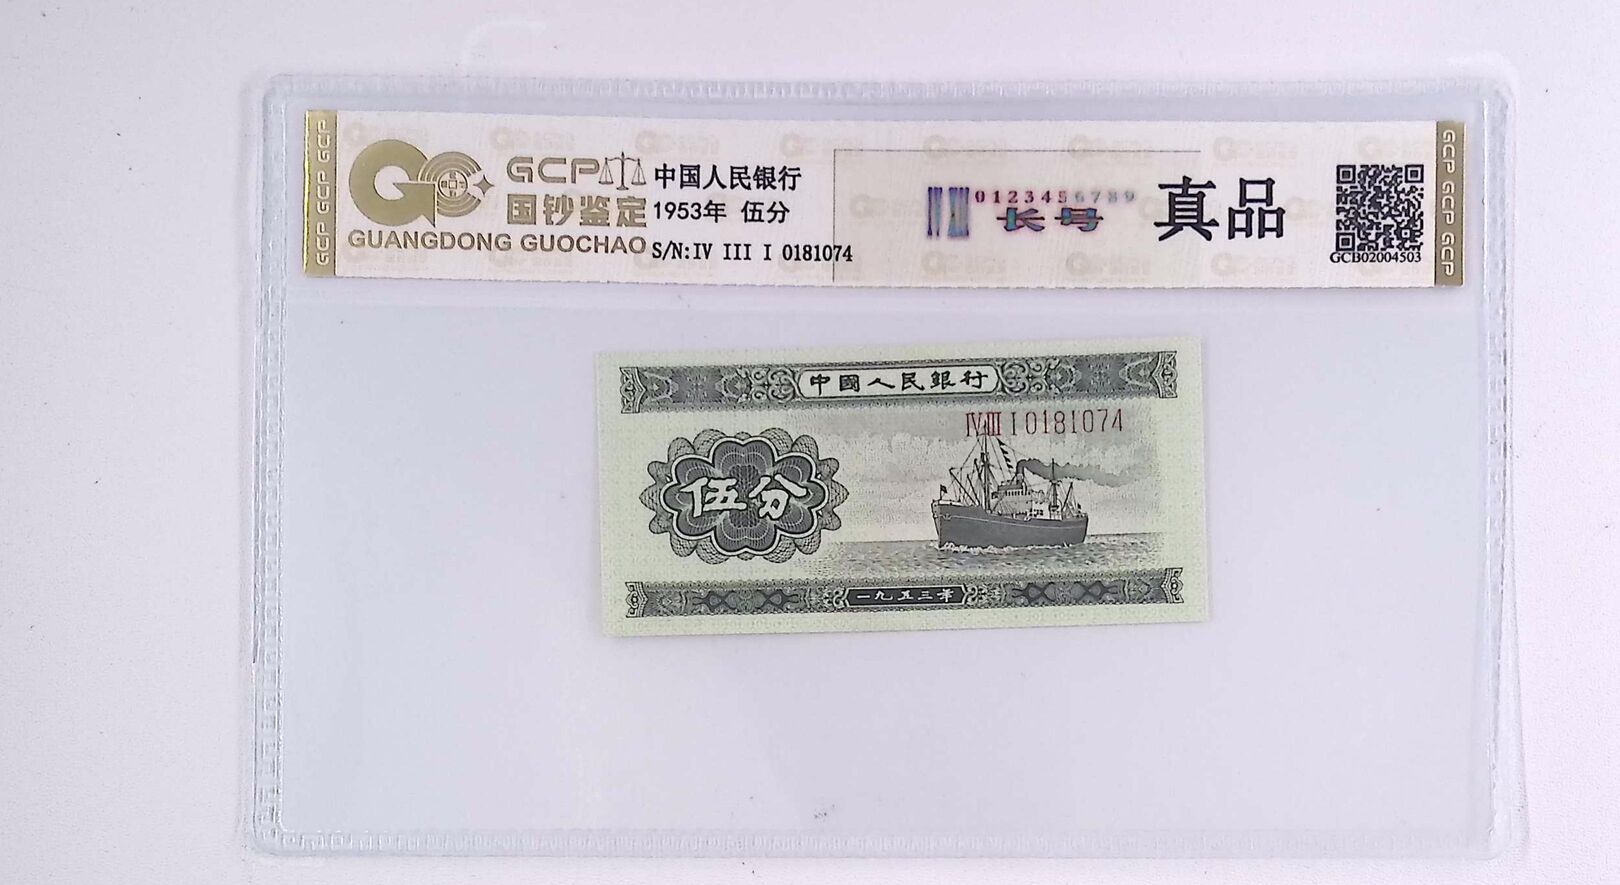 GCP GCP GCP
GCP
国钞鉴定
GUANGDONG GUOCHAO
中国人民银行
1953年 伍分
S/N:IV III I 0181074
0123456789
长号
真品
GCB02004503
GCP GCP GCP
中國人民銀行
IV III I 0181074
伍分
一九五三年